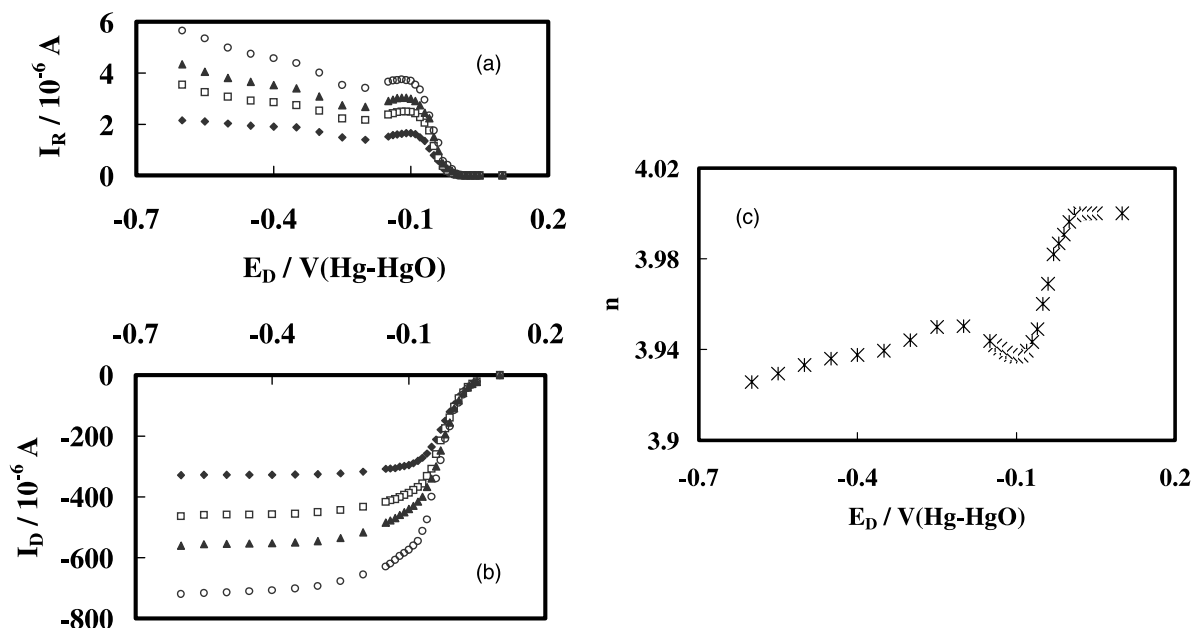 (a)
I_R / 10^-6 A
6
4
2
0
-0.7 -0.4 -0.1 0.2
E_D / V(Hg-HgO)
-0.7 -0.4 -0.1 0.2
I_D / 10^-6 A
0
-200
-400
-600
-800
(b)
4.02
3.98
3.94
3.9
n
(c)
-0.7 -0.4 -0.1 0.2
E_D / V(Hg-HgO)